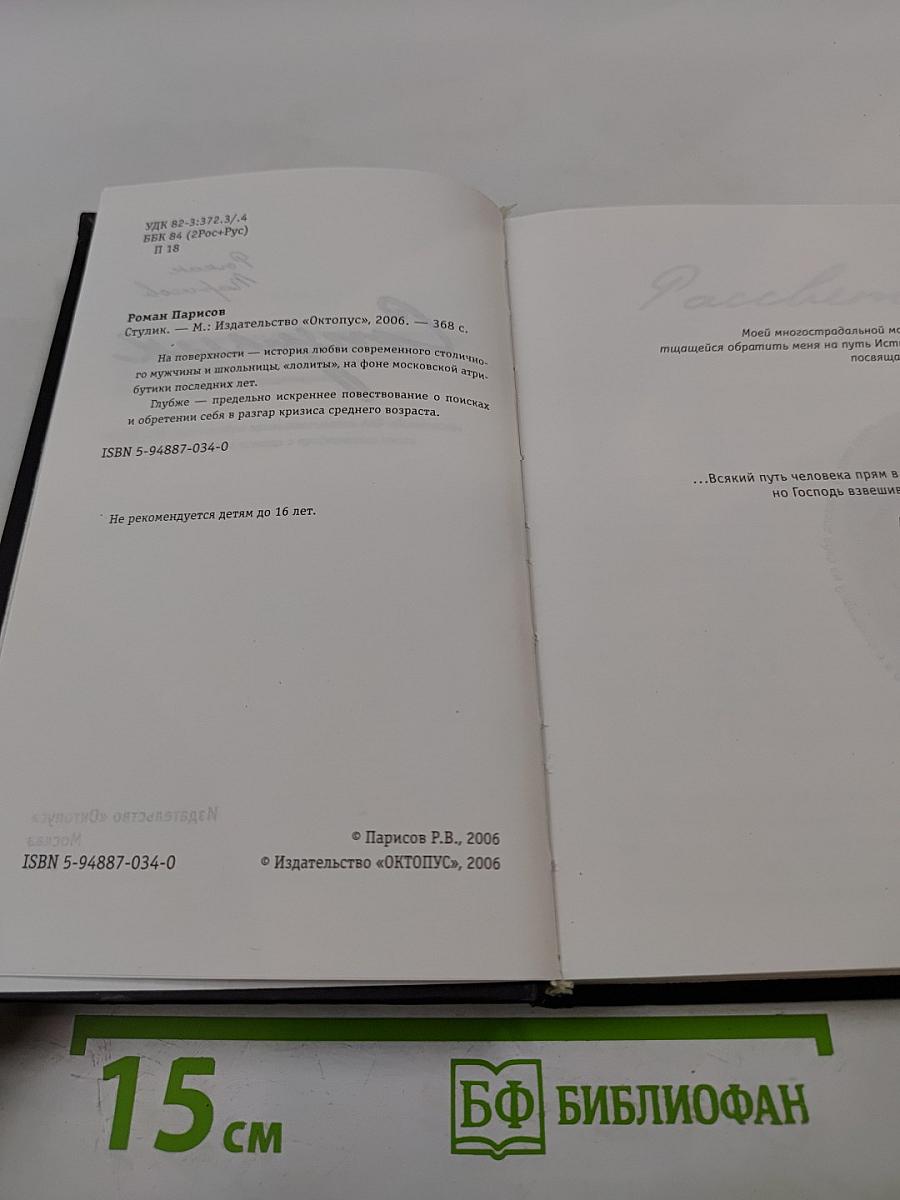 УДК 82-3:372.3/.4
ББК 84 (2Рос+Рус)
П 18
Роман Парисов
Стулик. — М.: Издательство «Октопус», 2006. — 368 с.
На поверхности — история любви современного столично-
го мужчины и школьницы, «лолиты», на фоне московской атри-
бутики последних лет.
Глубже — предельно искреннее повествование о поисках
и обретении себя в разгар кризиса среднего возраста.
ISBN 5-94887-034-0
Не рекомендуется детям до 16 лет.
© Парисов Р.В., 2006
ISBN 5-94887-034-0 © Издательство «ОКТОПУС», 2006
Моей многострадальной
тщащейся обратить меня на путь
...Всякий путь человека прям в
но Господь
15 см
БФ БИБЛИОФАН